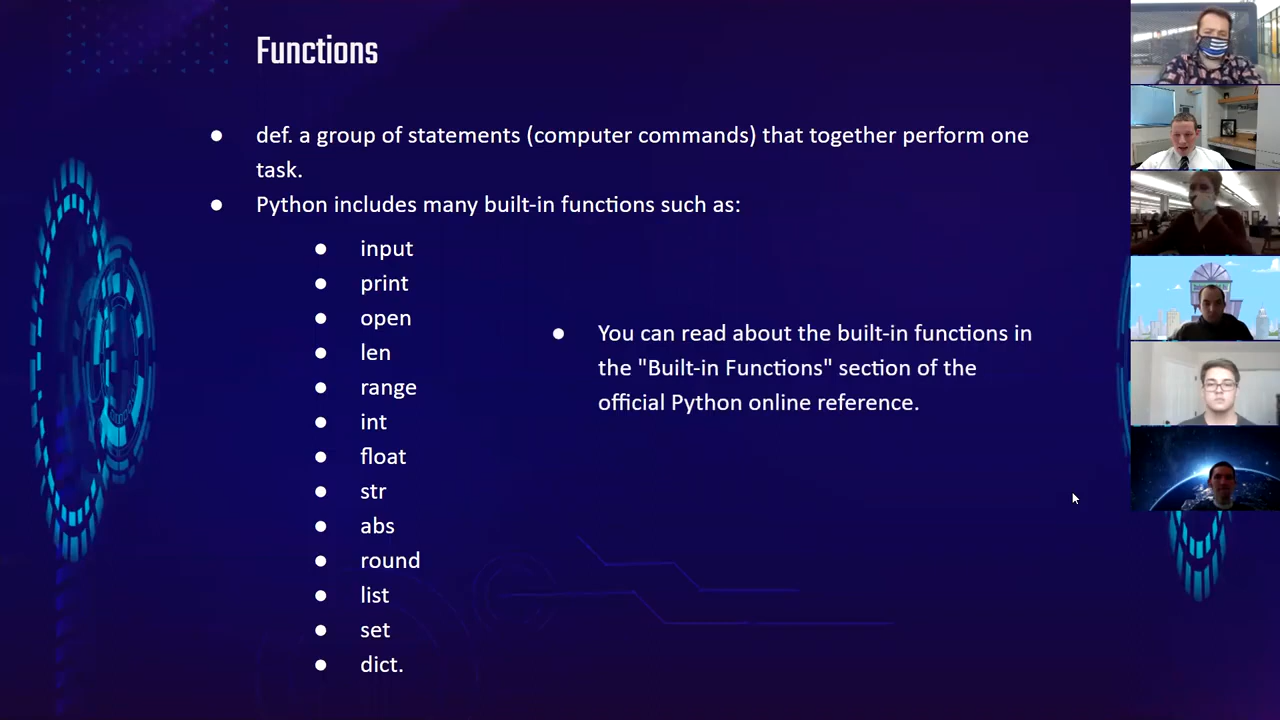 Functions
def. a group of statements (computer commands) that together perform one
task.
Python includes many built-in functions such as:
input
print
open
len
range
int
float
str
abs
round
list
set
dict.
You can read about the built-in functions in
the "Built-in Functions" section of the
official Python online reference.